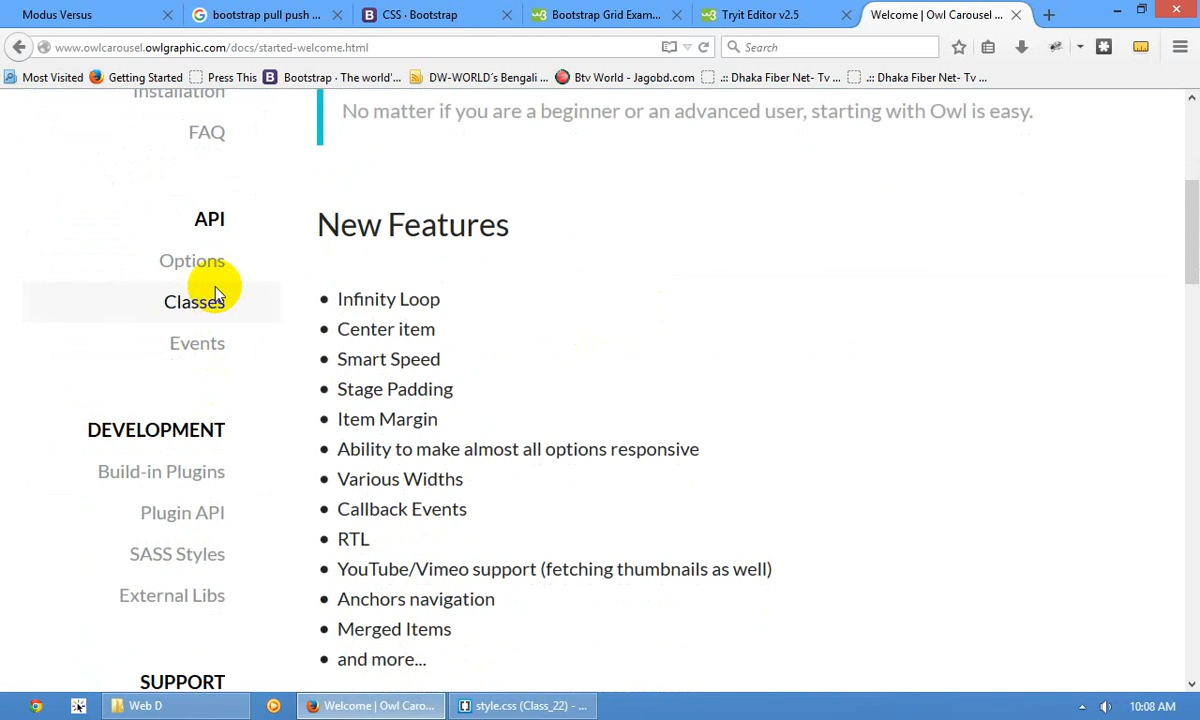 Modus Versus
bootstrap pull push ...
CSS · Bootstrap
Bootstrap Grid Exam...
Tryit Editor v2.5
Welcome | Owl Carousel ...
www.owlcarousel.owlgraphic.com/docs/started-welcome.html
Search
Most Visited
Getting Started
Press This
Bootstrap · The world'...
DW-WORLD´s Bengali ...
Btv World - Jagobd.com
.:: Dhaka Fiber Net- Tv ...
.:: Dhaka Fiber Net- Tv ...
Installation
FAQ
API
Options
Classes
Events
DEVELOPMENT
Build-in Plugins
Plugin API
SASS Styles
External Libs
SUPPORT
No matter if you are a beginner or an advanced user, starting with Owl is easy.
New Features
Infinity Loop
Center item
Smart Speed
Stage Padding
Item Margin
Ability to make almost all options responsive
Various Widths
Callback Events
RTL
YouTube/Vimeo support (fetching thumbnails as well)
Anchors navigation
Merged Items
and more...
Web D
Welcome | Owl Caro...
style.css (Class_22) - ...
10:08 AM